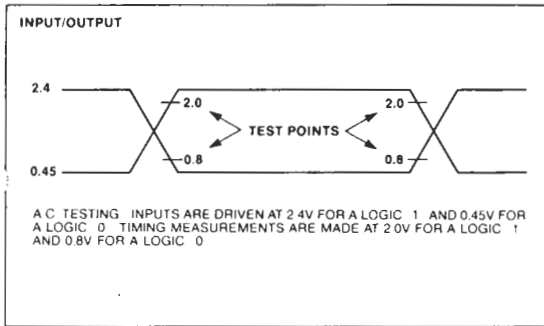 INPUT/OUTPUT
2.4
2.0
2.0
TEST POINTS
0.8
0.8
0.45
A C TESTING INPUTS ARE DRIVEN AT 2 4V FOR A LOGIC 1 AND 0.45V FOR
A LOGIC 0 TIMING MEASUREMENTS ARE MADE AT 2 0V FOR A LOGIC 1
AND 0.8V FOR A LOGIC 0